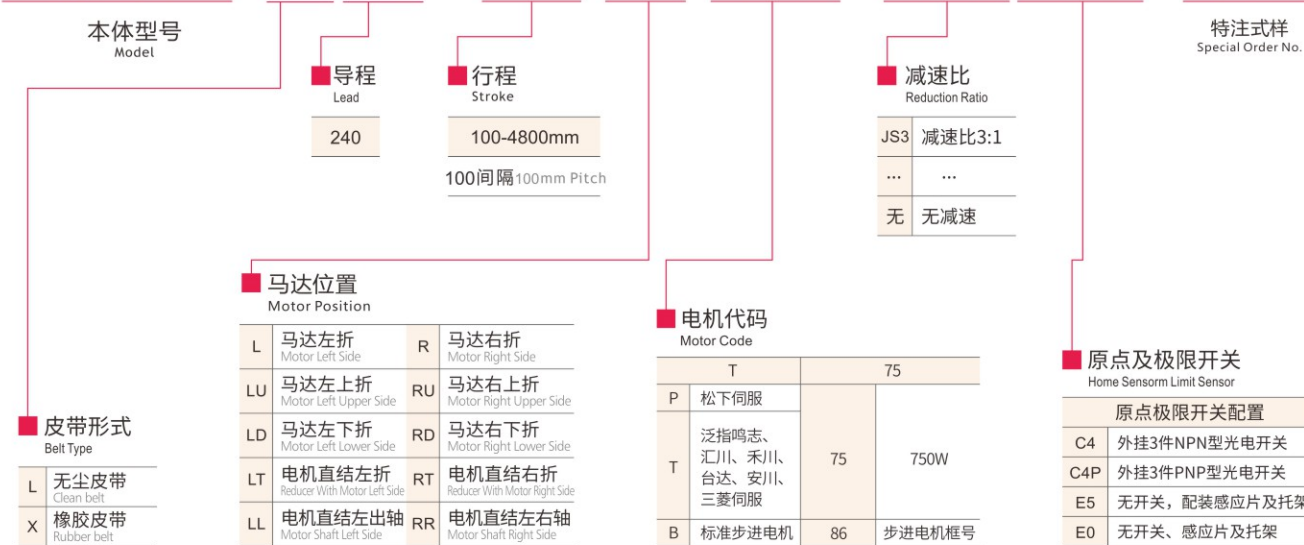 本体型号
Model
特注式样
Special Order No.
导程
Lead
240
行程
Stroke
100-4800mm
100间隔100mm Pitch
减速比
Reduction Ratio
JS3 减速比3:1
... ...
无 无减速
马达位置
Motor Position
L 马达左折 R 马达右折
Motor Left Side Motor Right Side
LU 马达左上折 RU 马达右上折
Motor Left Upper Side Motor Right Upper Side
LD 马达左下折 RD 马达右下折
Motor Left Lower Side Motor Right Lower Side
LT 电机直结左折 RT 电机直结右折
Reducer With Motor Left Side Reducer With Motor Right Side
LL 电机直结左出轴 RR 电机直结左右轴
Motor Shaft Left Side Motor Shaft Right Side
电机代码
Motor Code
T 75
P 松下伺服
T 泛指鸣志、
汇川、禾川、
台达、安川、
三菱伺服
75 750W
B 标准步进电机 86 步进电机框号
原点及极限开关
Home Sensorm Limit Sensor
原点极限开关配置
C4 外挂3件NPN型光电开关
C4P 外挂3件PNP型光电开关
E5 无开关，配装感应片及托架
E0 无开关、感应片及托架
皮带形式
Belt Type
L 无尘皮带
Clean belt
X 橡胶皮带
Rubber belt